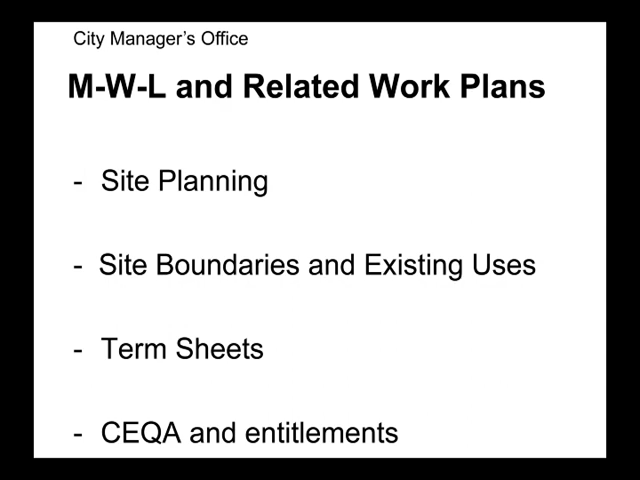 City Manager's Office
M-W-L and Related Work Plans
- Site Planning
- Site Boundaries and Existing Uses
- Term Sheets
- CEQA and entitlements